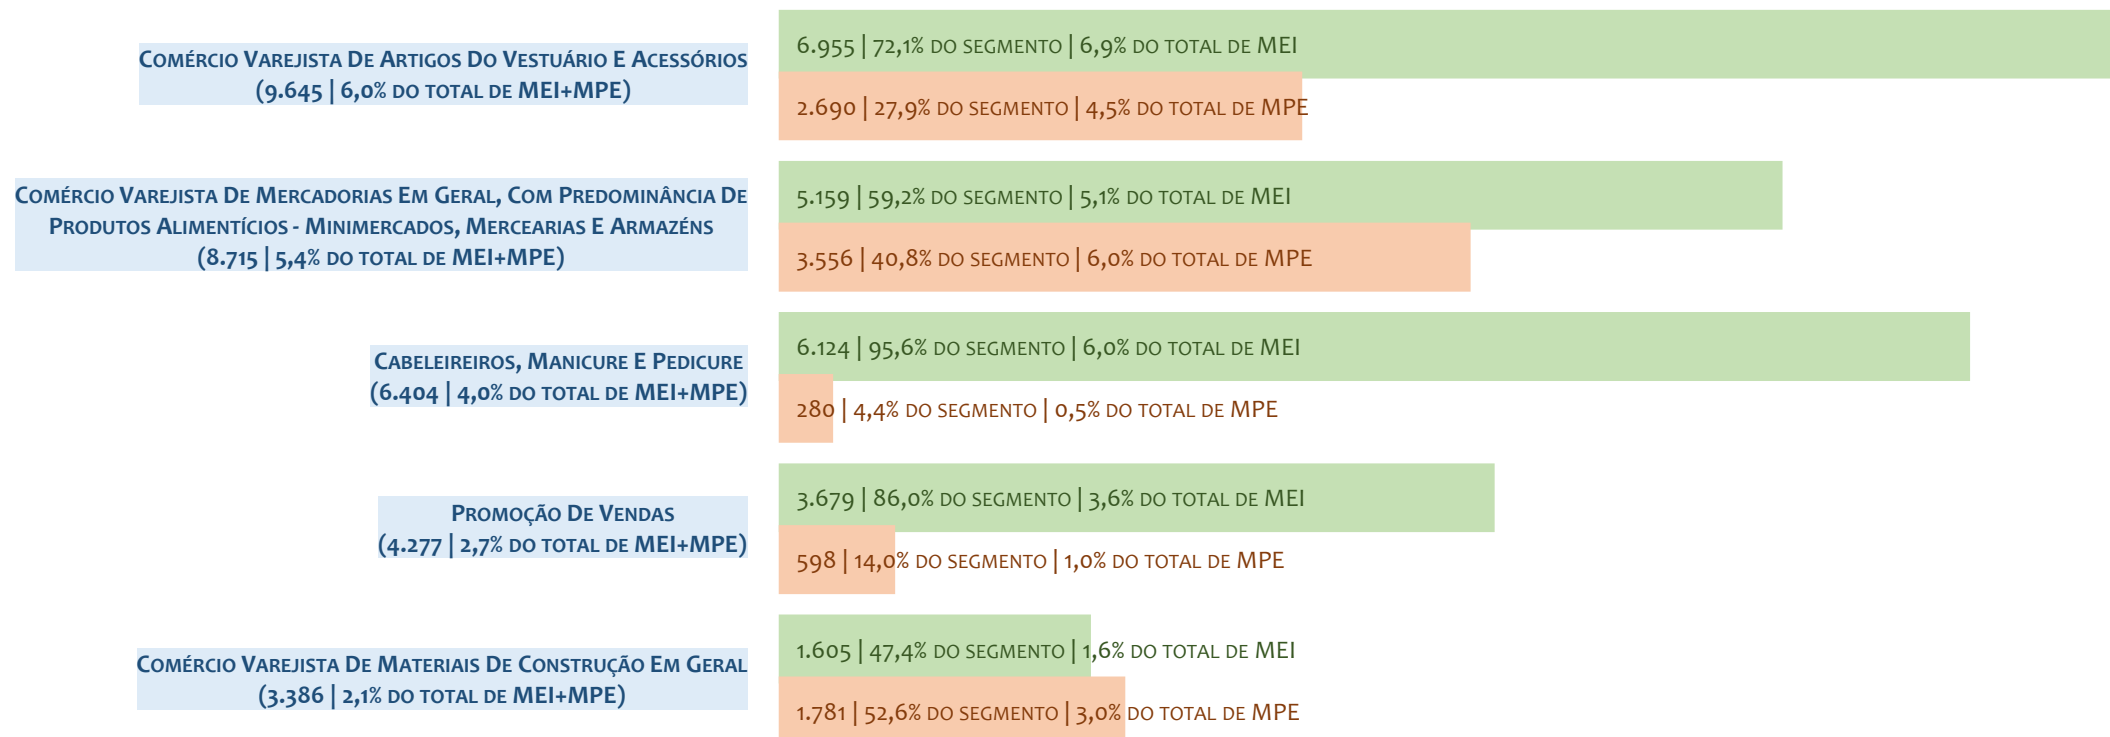 Comércio Varejista De Artigos Do Vestuário E Acessórios
(9.645 | 6,0% do total de MEI+MPE)
6.955 | 72,1% do segmento | 6,9% do total de MEI
2.690 | 27,9% do segmento | 4,5% do total de MPE
Comércio Varejista De Mercadorias Em Geral, Com Predominância De
Produtos Alimentícios - Minimercados, Mercearias E Armazéns
(8.715 | 5,4% do total de MEI+MPE)
5.159 | 59,2% do segmento | 5,1% do total de MEI
3.556 | 40,8% do segmento | 6,0% do total de MPE
Cabeleireiros, Manicure E Pedicure
(6.404 | 4,0% do total de MEI+MPE)
6.124 | 95,6% do segmento | 6,0% do total de MEI
280 | 4,4% do segmento | 0,5% do total de MPE
Promoção De Vendas
(4.277 | 2,7% do total de MEI+MPE)
3.679 | 86,0% do segmento | 3,6% do total de MEI
598 | 14,0% do segmento | 1,0% do total de MPE
Comércio Varejista De Materiais De Construção Em Geral
(3.386 | 2,1% do total de MEI+MPE)
1.605 | 47,4% do segmento | 1,6% do total de MEI
1.781 | 52,6% do segmento | 3,0% do total de MPE